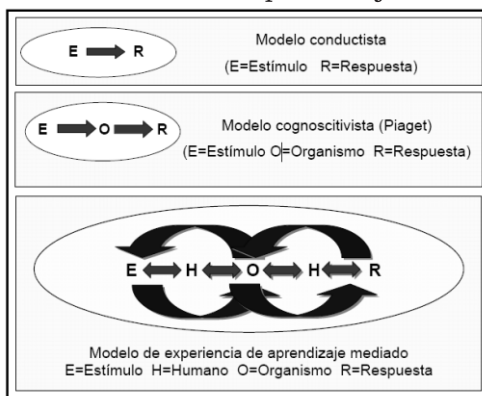 E R
Modelo conductista
(E=Estímulo R=Respuesta)
E O R
Modelo cognoscitivista (Piaget)
(E=Estímulo O=Organismo R=Respuesta)
E H O H R
Modelo de experiencia de aprendizaje mediado
E=Estímulo H=Humano O=Organismo R=Respuesta